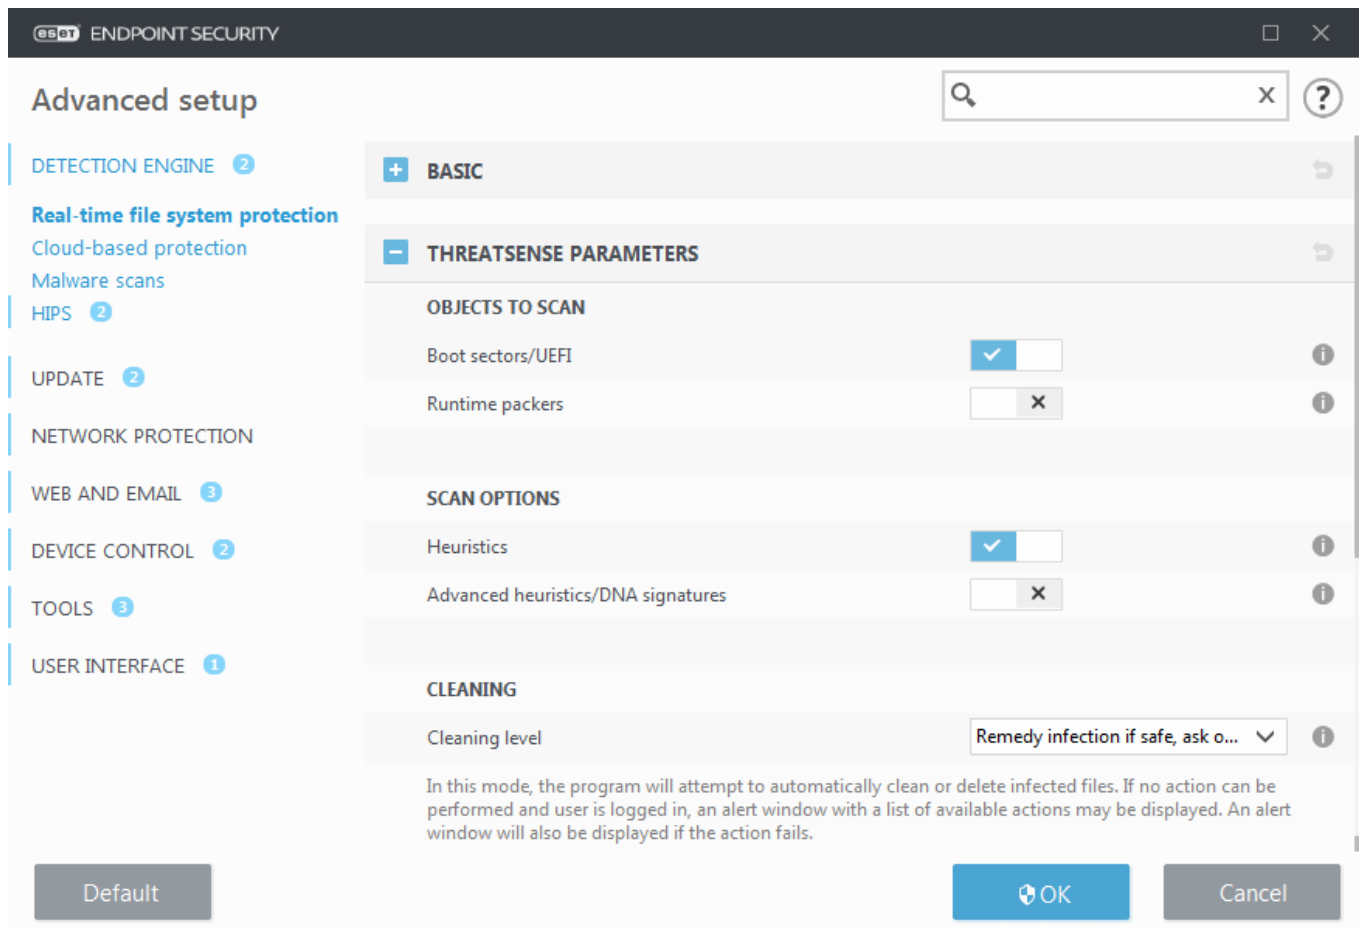 eset ENDPOINT SECURITY
Advanced setup
X
?
DETECTION ENGINE 2
Real-time file system protection
Cloud-based protection
Malware scans
HIPS 2
UPDATE 2
NETWORK PROTECTION
WEB AND EMAIL 3
DEVICE CONTROL 2
TOOLS 3
USER INTERFACE 1
BASIC
THREATSENSE PARAMETERS
OBJECTS TO SCAN
Boot sectors/UEFI
Runtime packers
SCAN OPTIONS
Heuristics
Advanced heuristics/DNA signatures
CLEANING
Cleaning level
Remedy infection if safe, ask o...
In this mode, the program will attempt to automatically clean or delete infected files. If no action can be
performed and user is logged in, an alert window with a list of available actions may be displayed. An alert
window will also be displayed if the action fails.
Default
OK
Cancel